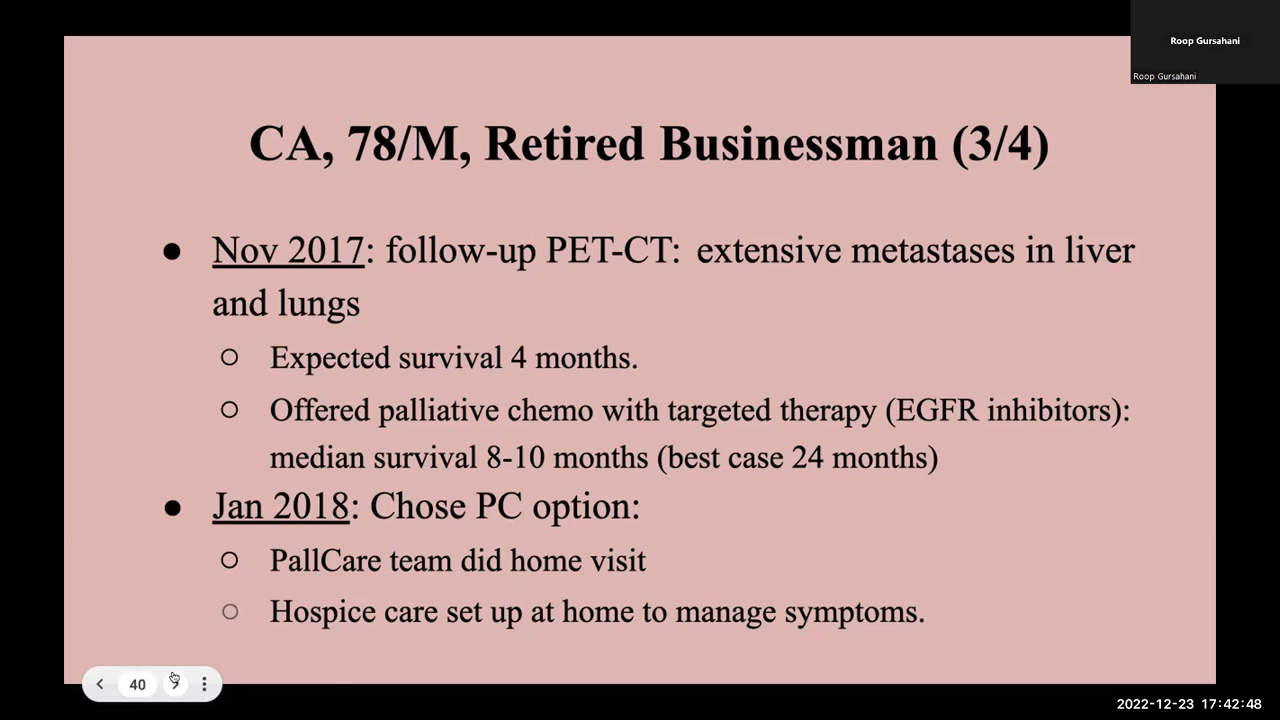 Roop Gursahani
Roop Gursahani
CA, 78/M, Retired Businessman (3/4)
● Nov 2017: follow-up PET-CT: extensive metastases in liver
and lungs
○ Expected survival 4 months.
○ Offered palliative chemo with targeted therapy (EGFR inhibitors):
median survival 8-10 months (best case 24 months)
● Jan 2018: Chose PC option:
○ PallCare team did home visit
○ Hospice care set up at home to manage symptoms.
40
2022-12-23 17:42:48